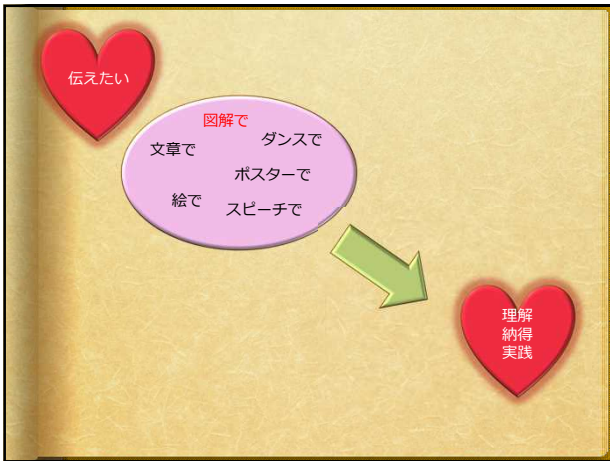 伝えたい
図解で
文章で
ダンスで
ポスターで
絵で
スピーチで
理解
納得
実践